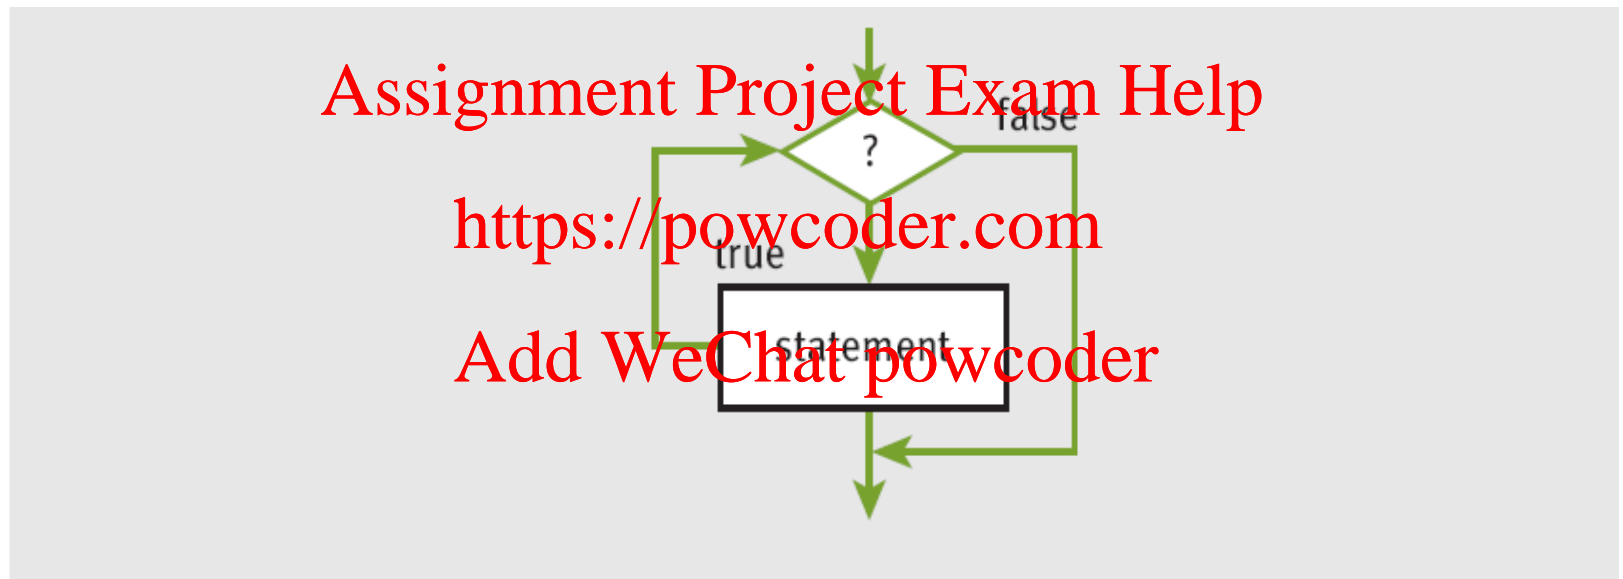 Assignment Project Exam Help
false
?
https://powcoder.com
true
statement
Add WeChat powcoder